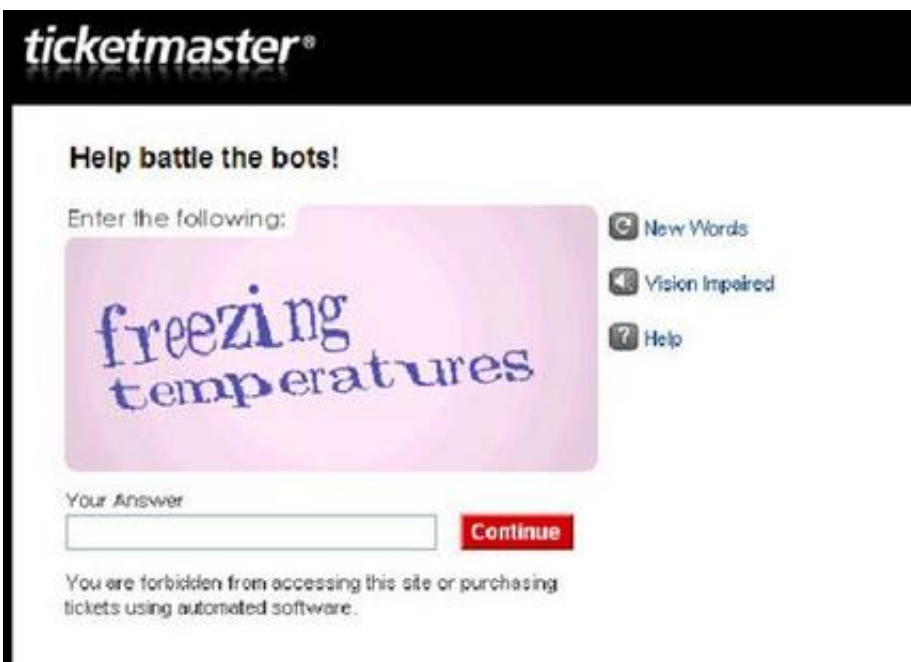 ticketmaster®
Help battle the bots!
Enter the following:
freezing
temperatures
New Words
Vision Impaired
Help
Your Answer
Continue
You are forbidden from accessing this site or purchasing
tickets using automated software.